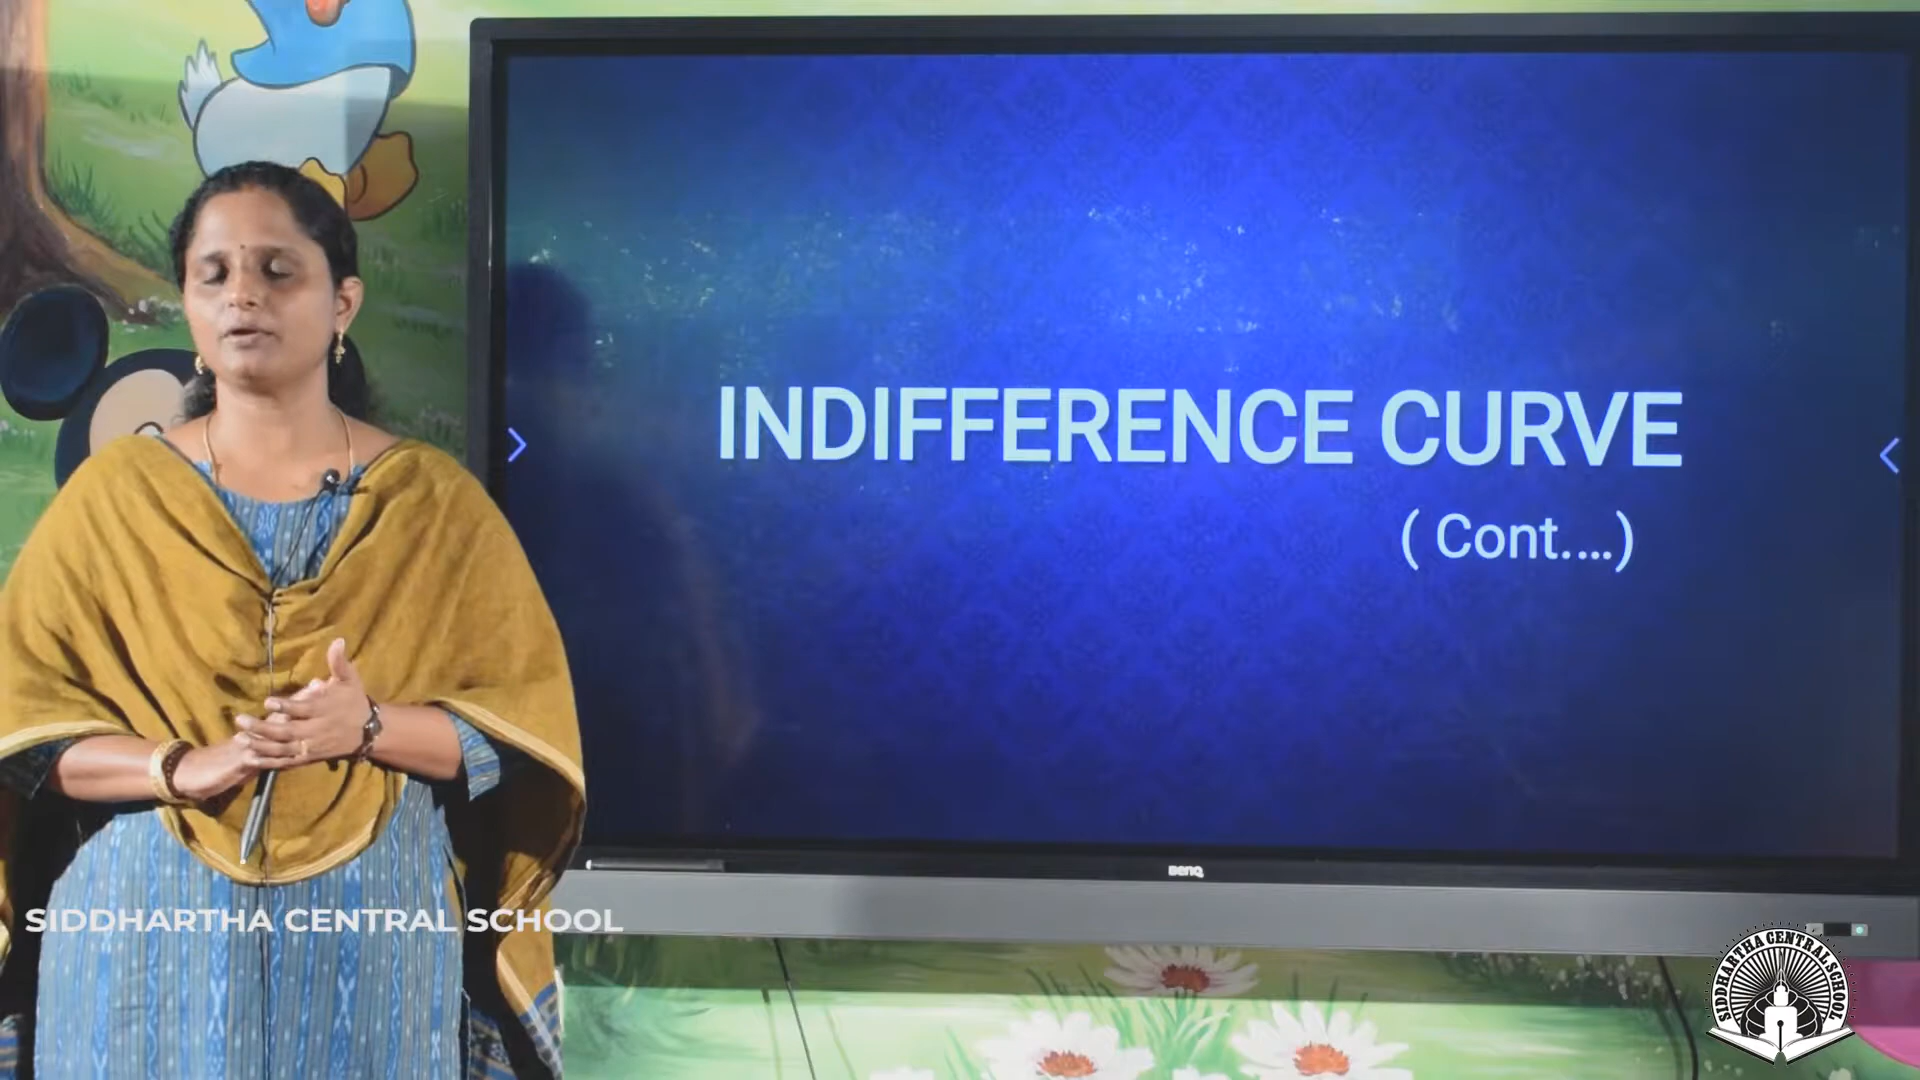 INDIFFERENCE CURVE
( Cont....)
BenQ
SIDDHARTHA CENTRAL SCHOOL
SIDDHARTHA CENTRAL SCHOOL